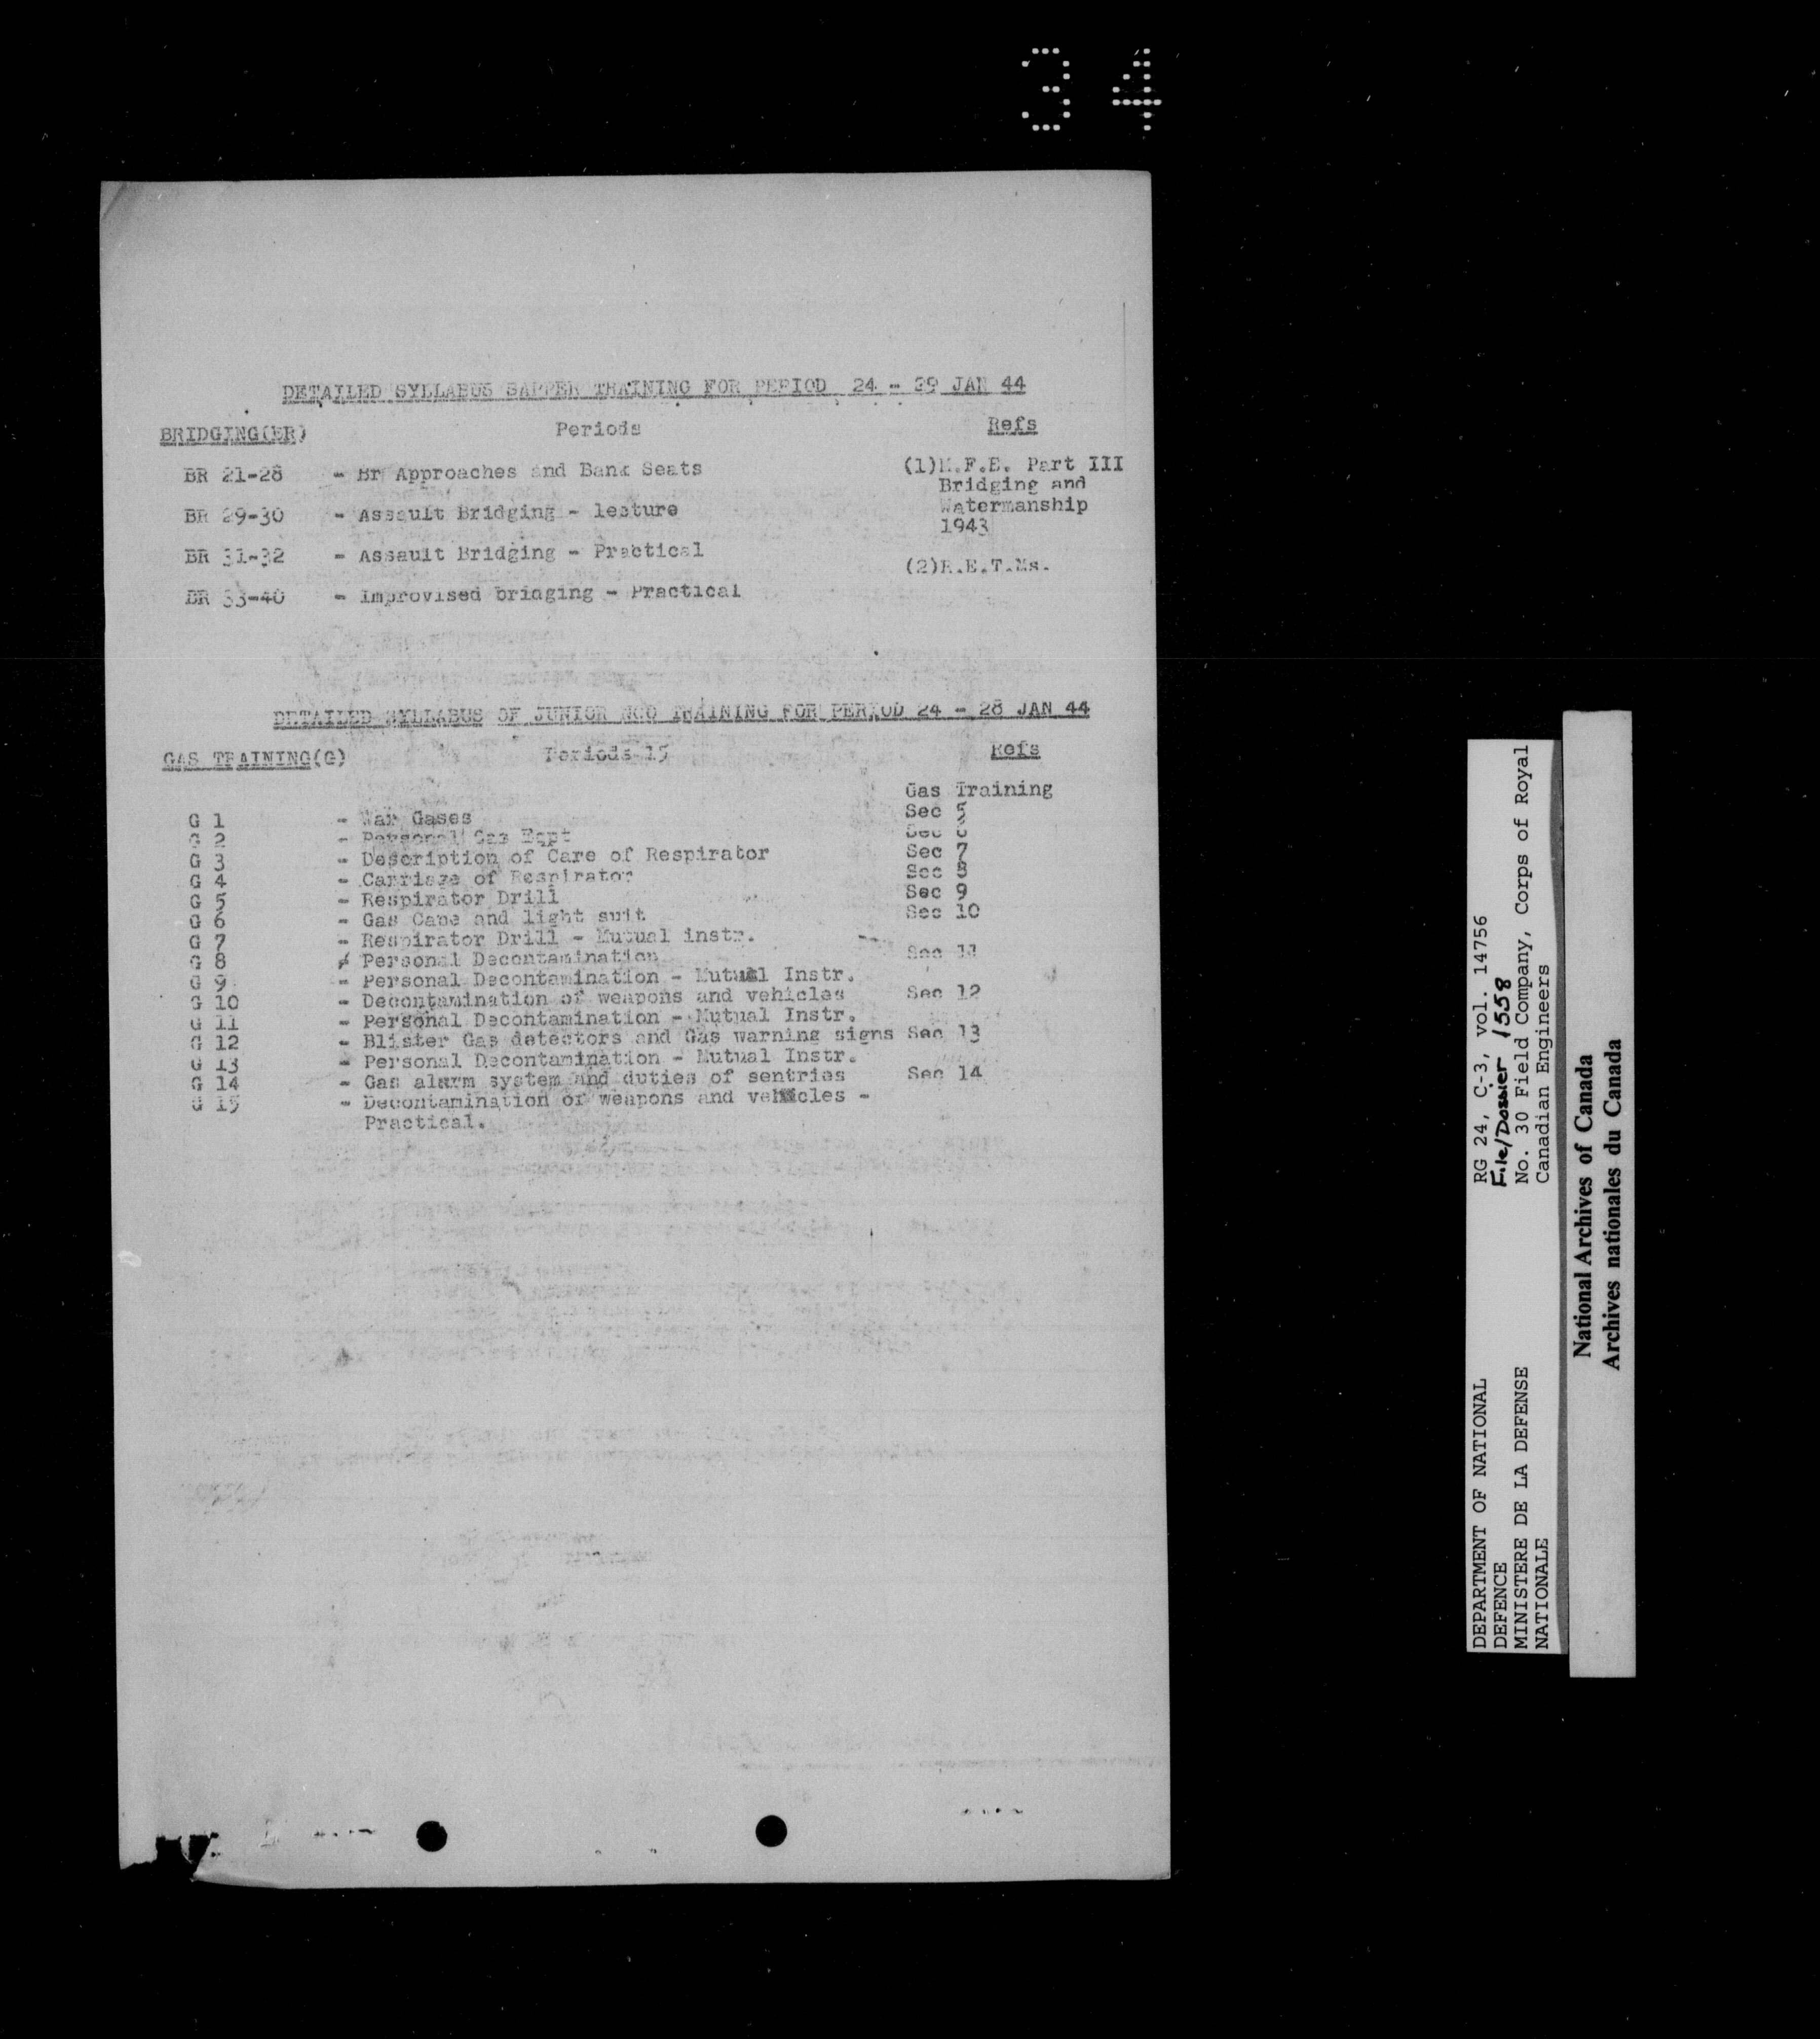 34
DETAILED SYLLABUS SAPPER TRAINING FOR PERIOD 24 - 29 JAN 44
BRIDGING(BR) Periods Refs
BR 21-28 - Br Approaches and Bank Seats (1)M.F.E. Part III
Bridging and
BR 29-30 - Assault Bridging - lecture Watermanship
1943
BR 31-32 - Assault Bridging - Practical
(2)R.E.T.Ms.
BR 33-40 - Improvised bridging - Practical
DETAILED SYLLABUS OF JUNIOR NCO TRAINING FOR PERIOD 24 - 28 JAN 44
GAS TRAINING(G) Periods 15 Refs
Gas Training
G 1 - War Gases Sec 5
G 2 - Personal Gas Eqpt Sec 6
G 3 - Description of Care of Respirator Sec 7
G 4 - Carriage of Respirator Sec 8
G 5 - Respirator Drill Sec 9
G 6 - Gas Cape and light suit Sec 10
G 7 - Respirator Drill - Mutual instr.
G 8 - Personal Decontamination Sec 11
G 9 - Personal Decontamination - Mutual Instr.
G 10 - Decontamination of weapons and vehicles Sec 12
G 11 - Personal Decontamination - Mutual Instr.
G 12 - Blister Gas detectors and Gas warning signs Sec 13
G 13 - Personal Decontamination - Mutual Instr.
G 14 - Gas alarm system and duties of sentries Sec 14
G 15 - Decontamination of weapons and vehicles -
Practical.
DEPARTMENT OF NATIONAL
DEFENCE
MINISTERE DE LA DEFENSE
NATIONALE
RG 24, C-3, vol. 14756
File/Dossier 1558
No. 30 Field Company, Corps of Royal
Canadian Engineers
National Archives of Canada
Archives nationales du Canada